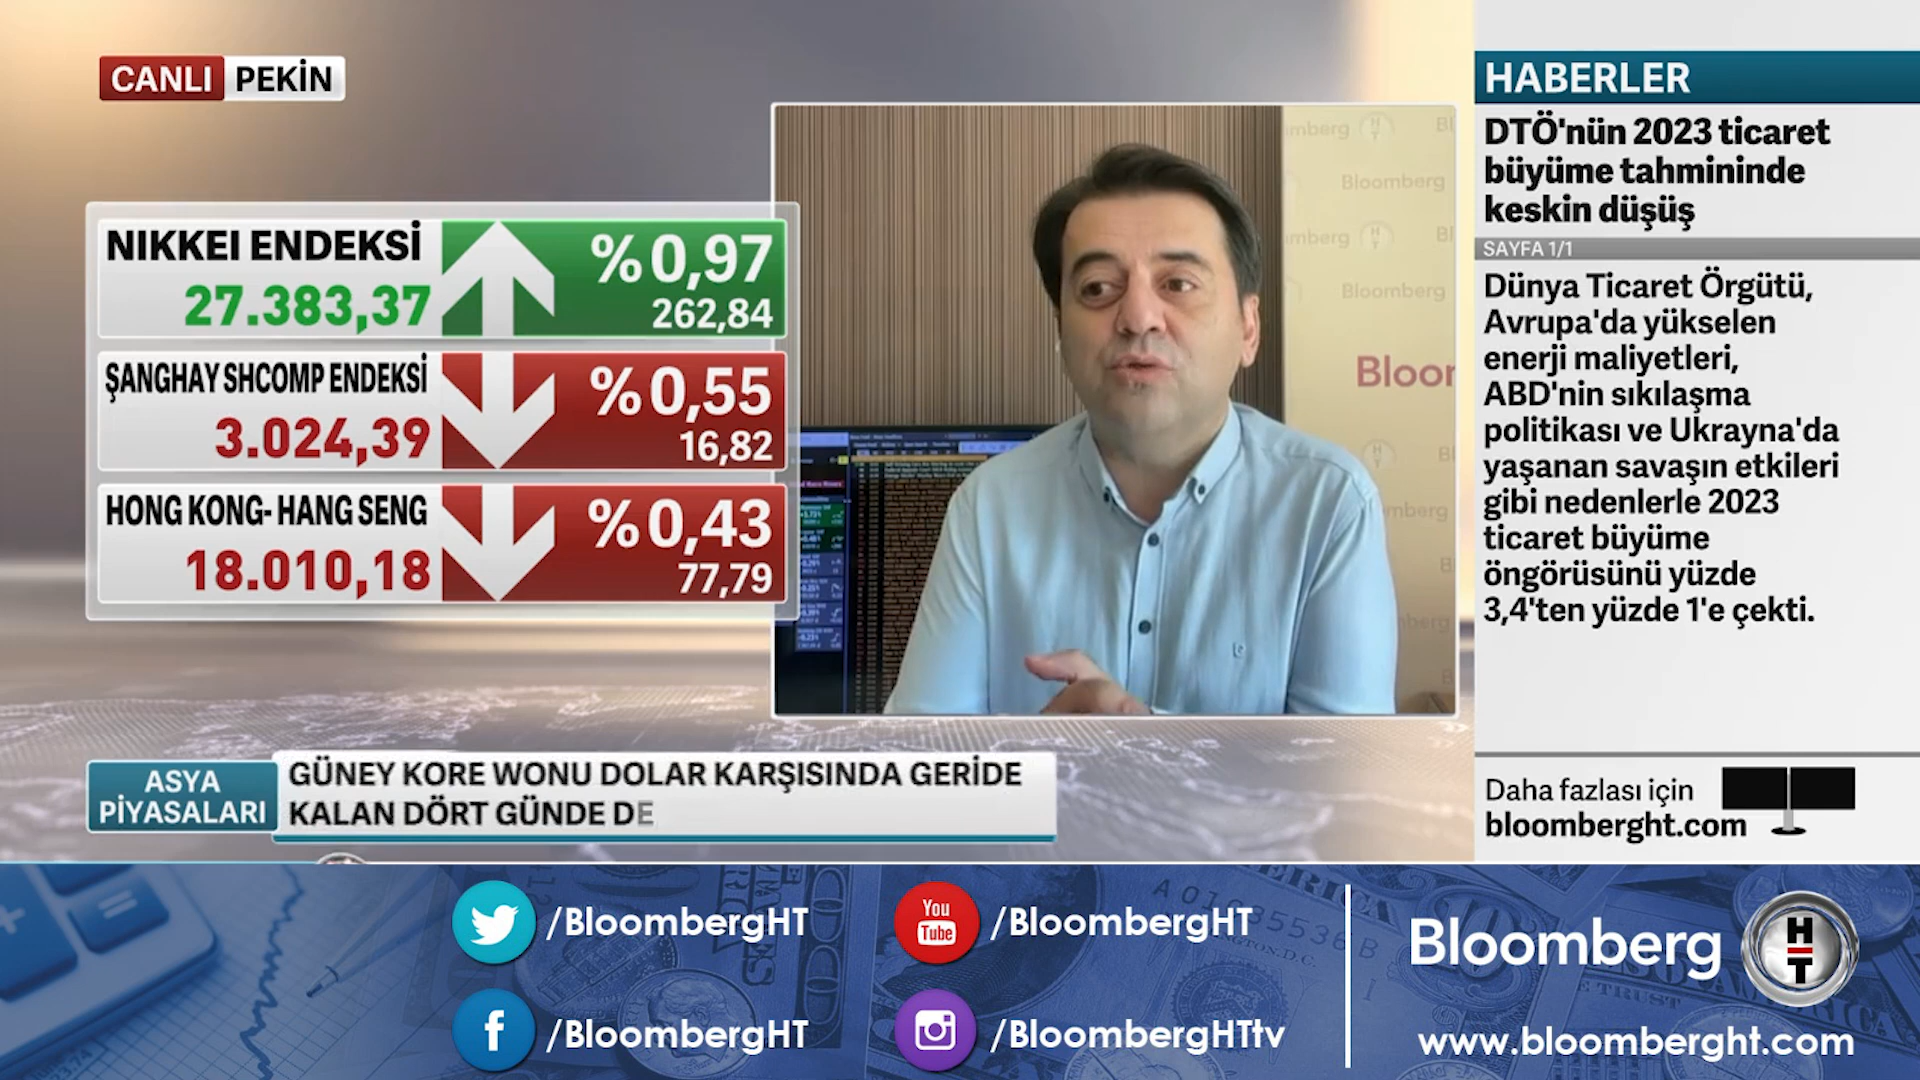 CANLI PEKİN
NIKKEI ENDEKSİ
27.383,37
%0,97
262,84
ŞANGHAY SHCOMP ENDEKSİ
3.024,39
%0,55
16,82
HONG KONG- HANG SENG
18.010,18
%0,43
77,79
Bloomberg
Bloomberg
Bloor
ASYA
PİYASALARI
GÜNEY KORE WONU DOLAR KARŞISINDA GERİDE
KALAN DÖRT GÜNDE DE
HABERLER
DTÖ'nün 2023 ticaret
büyüme tahmininde
keskin düşüş
SAYFA 1/1
Dünya Ticaret Örgütü,
Avrupa'da yükselen
enerji maliyetleri,
ABD'nin sıkılaşma
politikası ve Ukrayna'da
yaşanan savaşın etkileri
gibi nedenlerle 2023
ticaret büyüme
öngörüsünü yüzde
3,4'ten yüzde 1'e çekti.
Daha fazlası için
bloomberght.com
/BloombergHT
You
Tube
/BloombergHT
/BloombergHT
/BloombergHTtv
Bloomberg HT
www.bloomberght.com